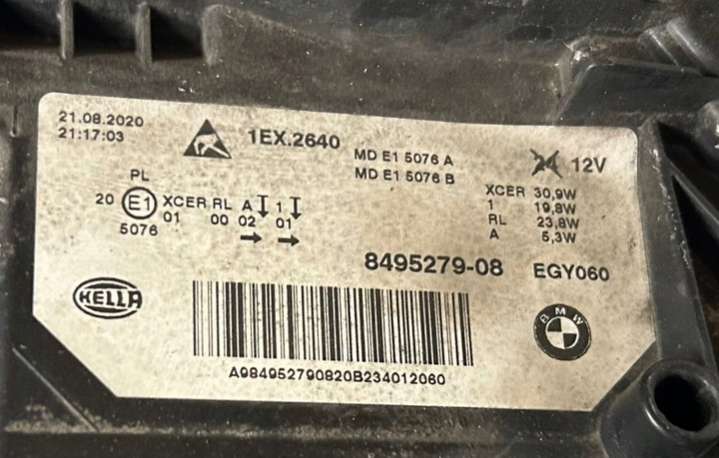 21.08.2020
21:17:03
1EX.2640
MD E1 5076 A
MD E1 5076 B
24 12V
XCER 30,9W
1 19,8W
RL 23,8W
A 5,3W
PL
20 E1 XCER RL A 1
01 00 02 01
5076
8495279-08 EGY060
HELLA
BMW
A984952790820B234012060